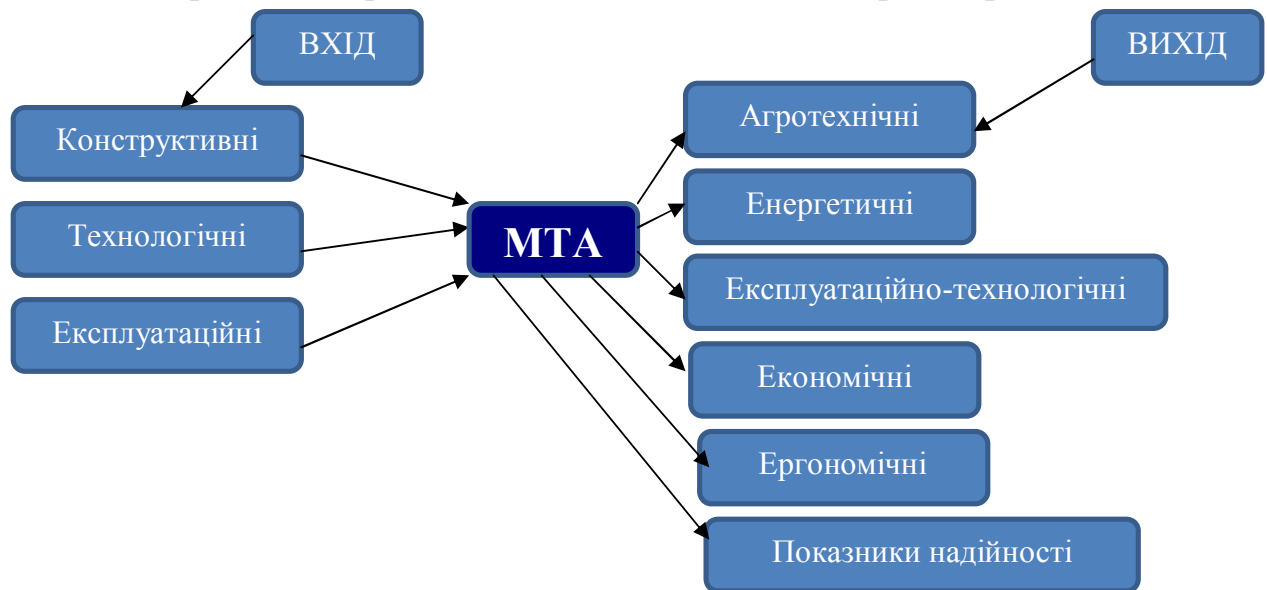 ВХІД
ВИХІД
Конструктивні
Технологічні
Експлуатаційні
МТА
Агротехнічні
Енергетичні
Експлуатаційно-технологічні
Економічні
Ергономічні
Показники надійності